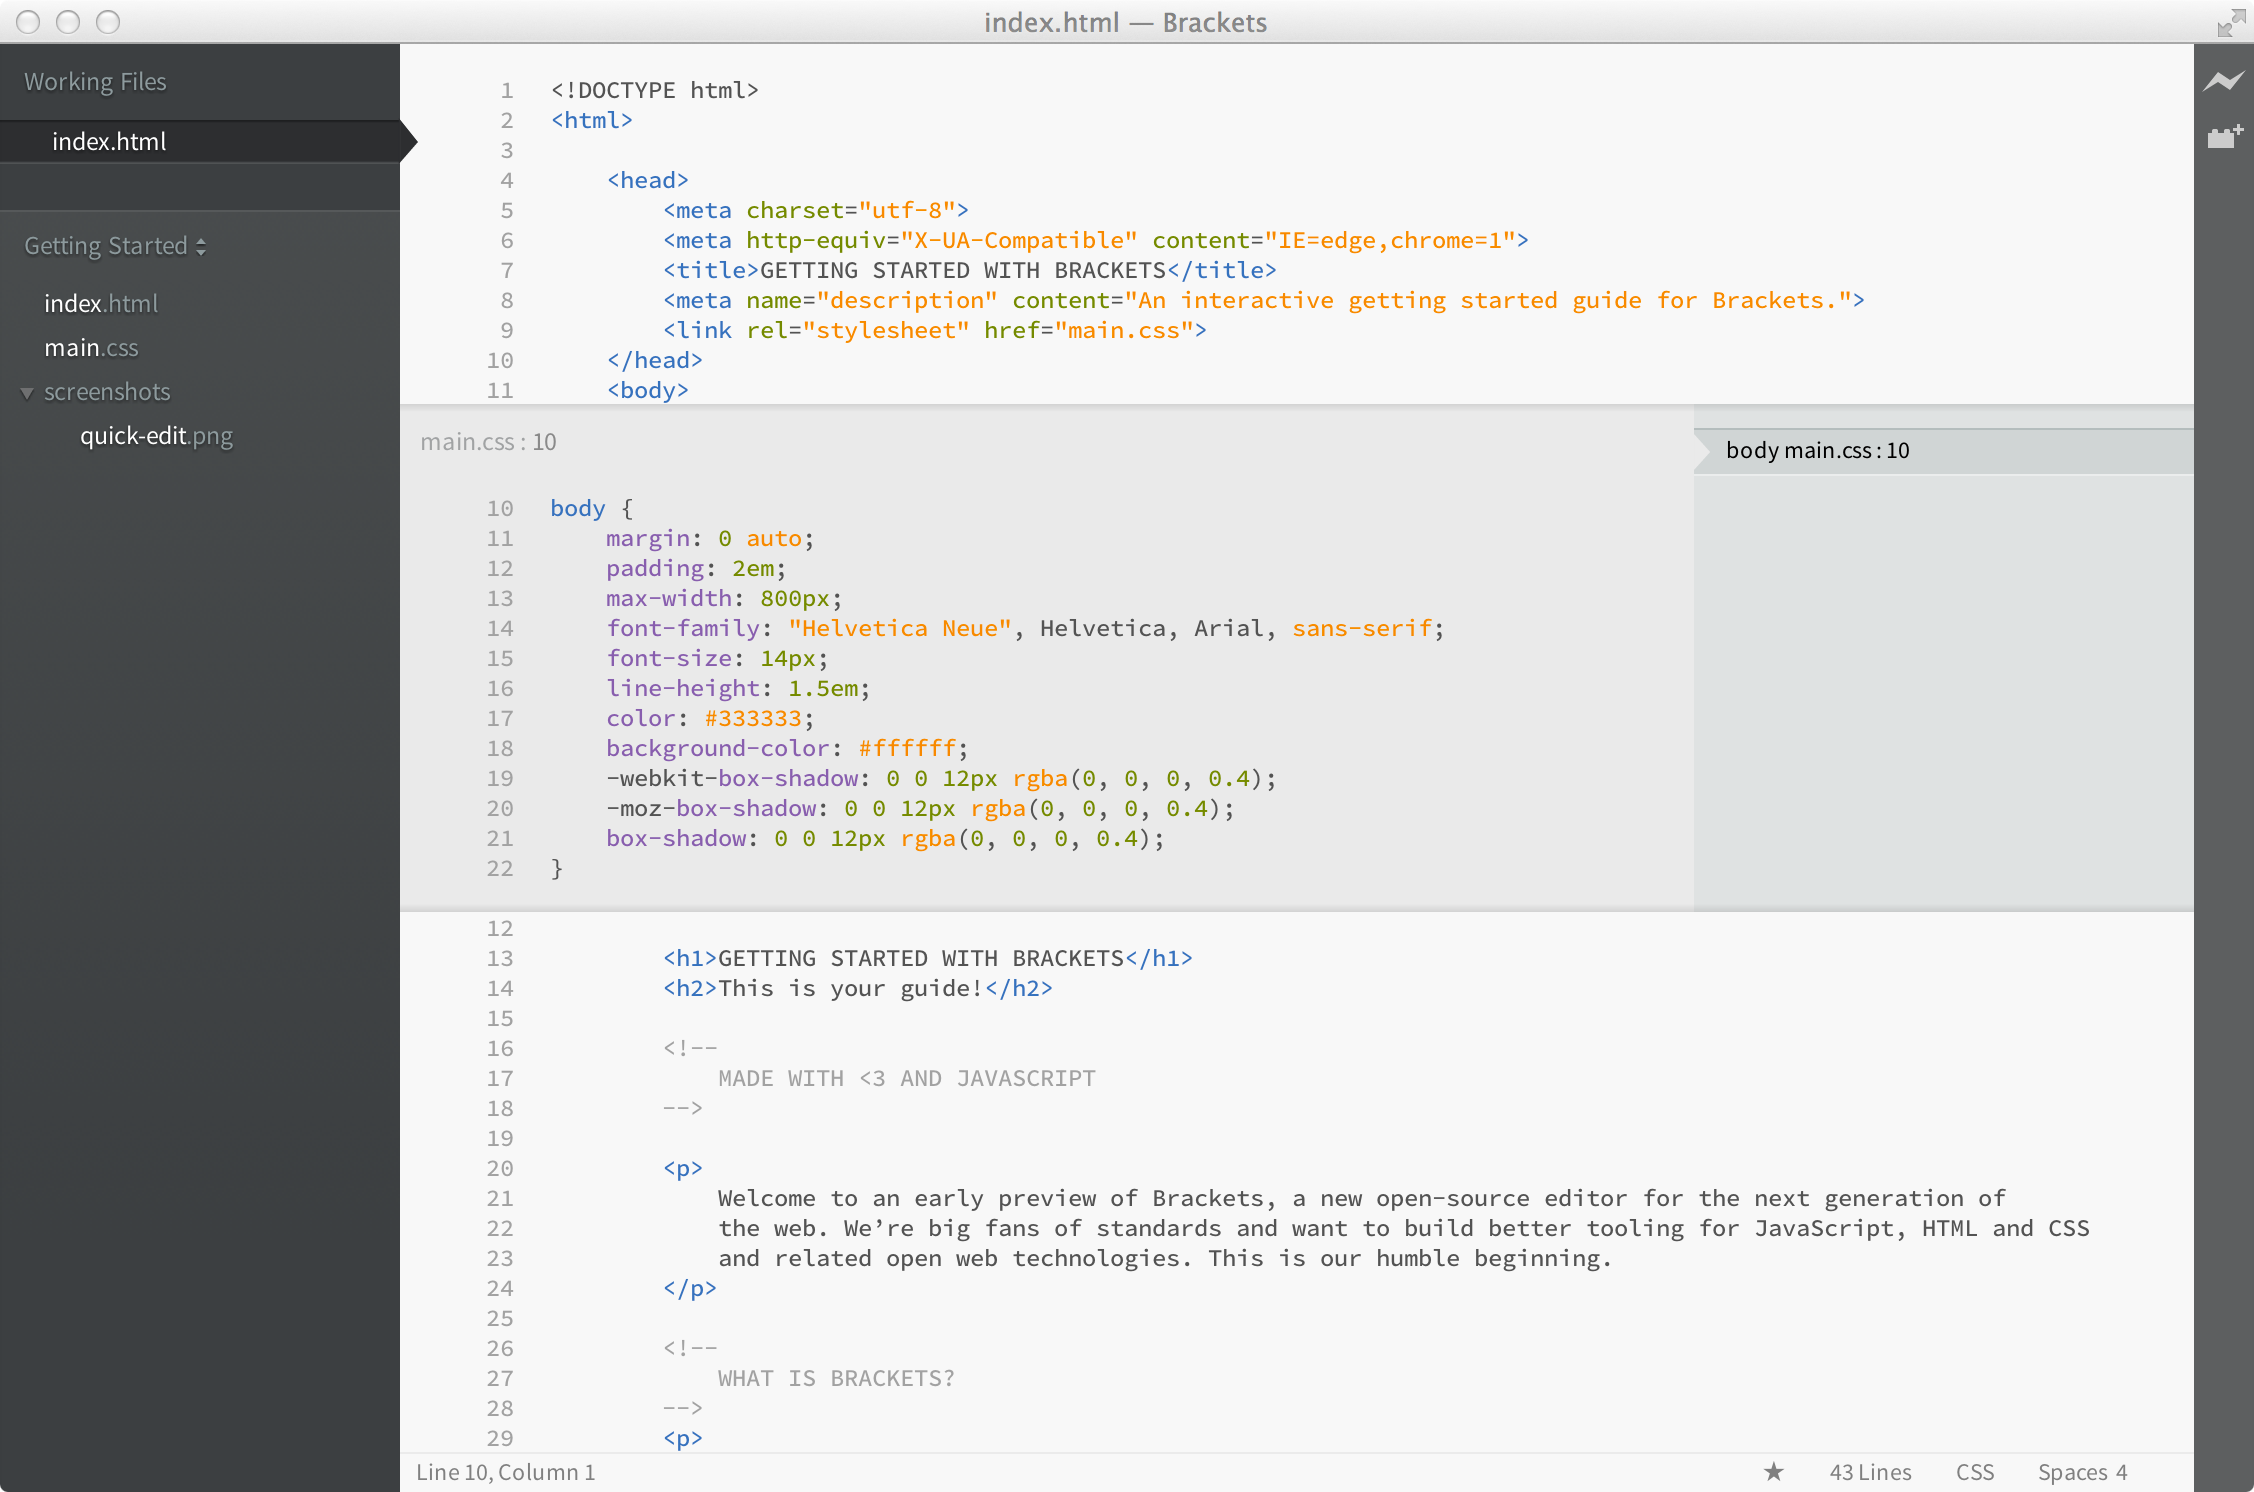 index.html — Brackets
Working Files
index.html
Getting Started
index.html
main.css
screenshots
quick-edit.png
1 <!DOCTYPE html>
2 <html>
3
4     <head>
5         <meta charset="utf-8">
6         <meta http-equiv="X-UA-Compatible" content="IE=edge,chrome=1">
7         <title>GETTING STARTED WITH BRACKETS</title>
8         <meta name="description" content="An interactive getting started guide for Brackets.">
9         <link rel="stylesheet" href="main.css">
10     </head>
11     <body>
main.css : 10
body main.css : 10
10 body {
11     margin: 0 auto;
12     padding: 2em;
13     max-width: 800px;
14     font-family: "Helvetica Neue", Helvetica, Arial, sans-serif;
15     font-size: 14px;
16     line-height: 1.5em;
17     color: #333333;
18     background-color: #ffffff;
19     -webkit-box-shadow: 0 0 12px rgba(0, 0, 0, 0.4);
20     -moz-box-shadow: 0 0 12px rgba(0, 0, 0, 0.4);
21     box-shadow: 0 0 12px rgba(0, 0, 0, 0.4);
22 }
12
13         <h1>GETTING STARTED WITH BRACKETS</h1>
14         <h2>This is your guide!</h2>
15
16         <!--
17             MADE WITH <3 AND JAVASCRIPT
18         -->
19
20         <p>
21             Welcome to an early preview of Brackets, a new open-source editor for the next generation of
22             the web. We’re big fans of standards and want to build better tooling for JavaScript, HTML and CSS
23             and related open web technologies. This is our humble beginning.
24         </p>
25
26         <!--
27             WHAT IS BRACKETS?
28         -->
29         <p>
Line 10, Column 1
43 Lines
CSS
Spaces 4